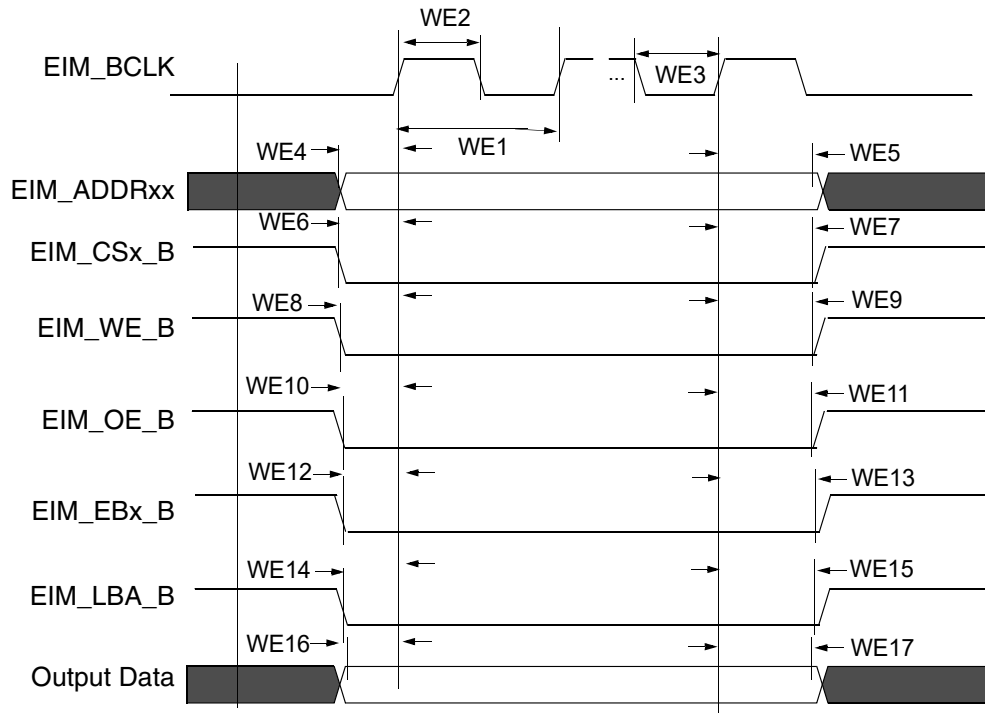 WE2
EIM_BCLK
...
WE3
WE1
WE4
WE5
EIM_ADDRxx
WE6
WE7
EIM_CSx_B
WE8
WE9
EIM_WE_B
WE10
WE11
EIM_OE_B
WE12
WE13
EIM_EBx_B
WE14
WE15
EIM_LBA_B
WE16
WE17
Output Data